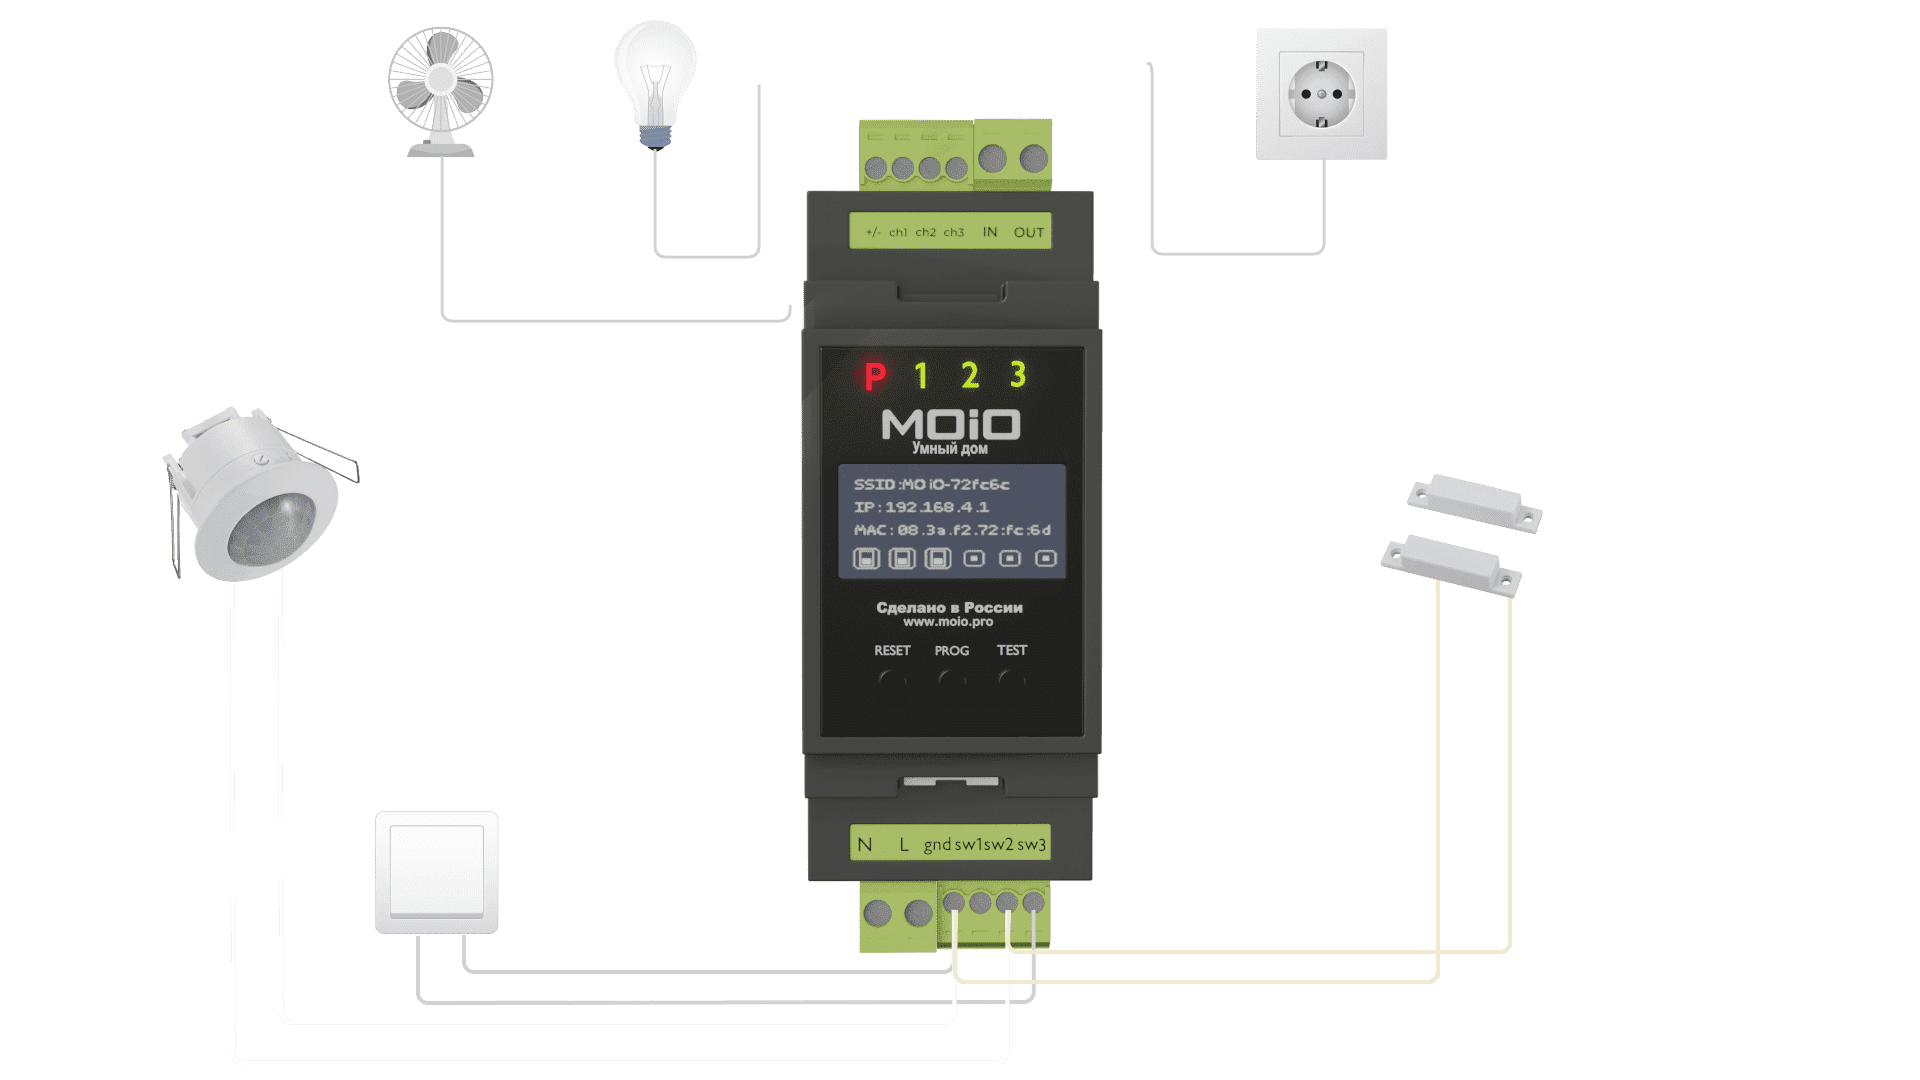 +/- ch1 ch2 ch3 IN OUT
P 1 2 3
MOiO
Умный дом
SSID:MOiO-72fc6c
IP:192.168.4.1
MAC:08.3a.f2.72:fc:6d
Сделано в России
www.moio.pro
RESET PROG TEST
N L gnd sw1 sw2 sw3